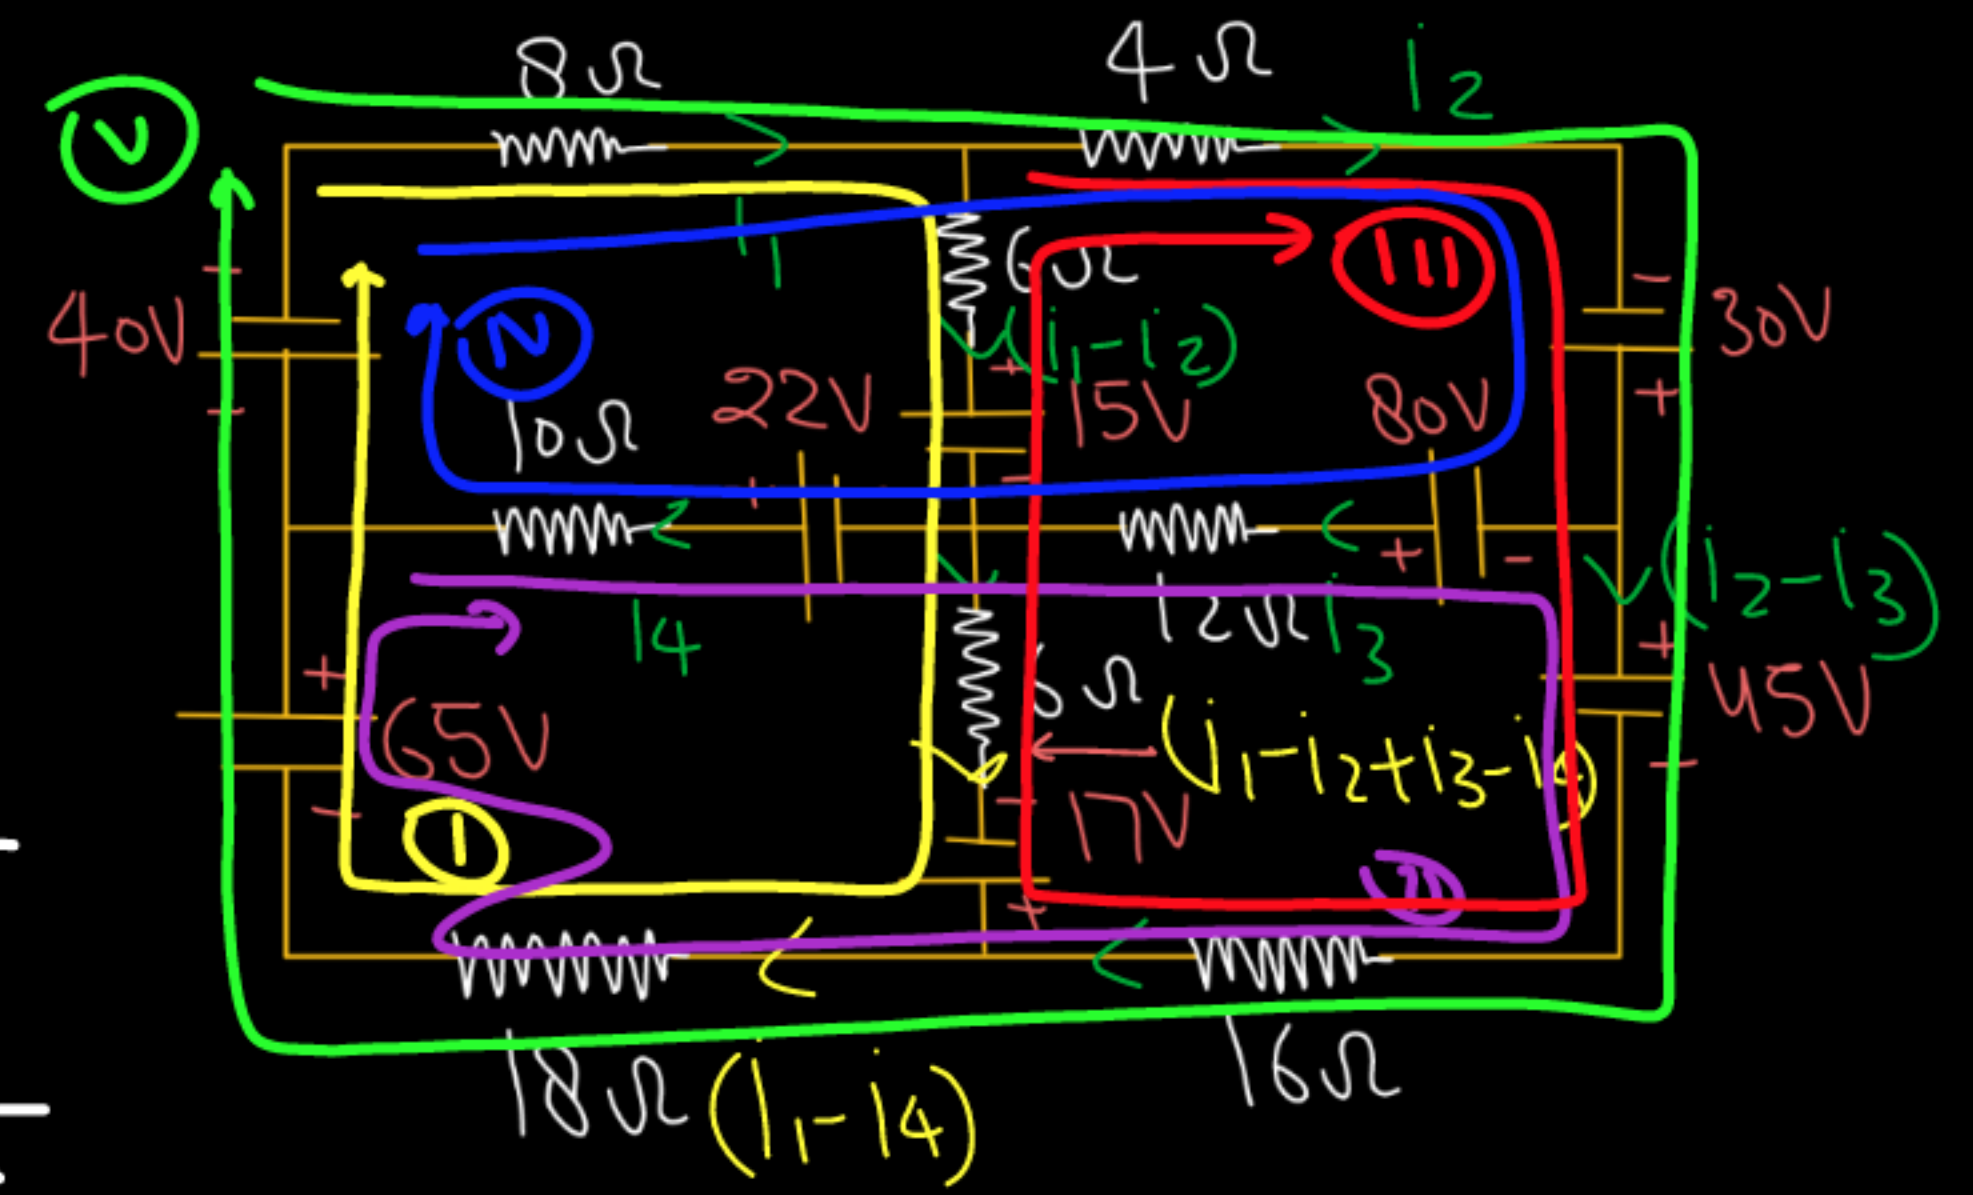 8Ω 4Ω i2
V
i1 6Ω III
40V - + 30V
IV (i1-i2)
10Ω 22V 15V 80V
i4 12Ω i3 (i2-i3)
65V 6Ω 45V
I 17V (i1-i2+i3-i4)
18Ω (i1-i4) 16Ω